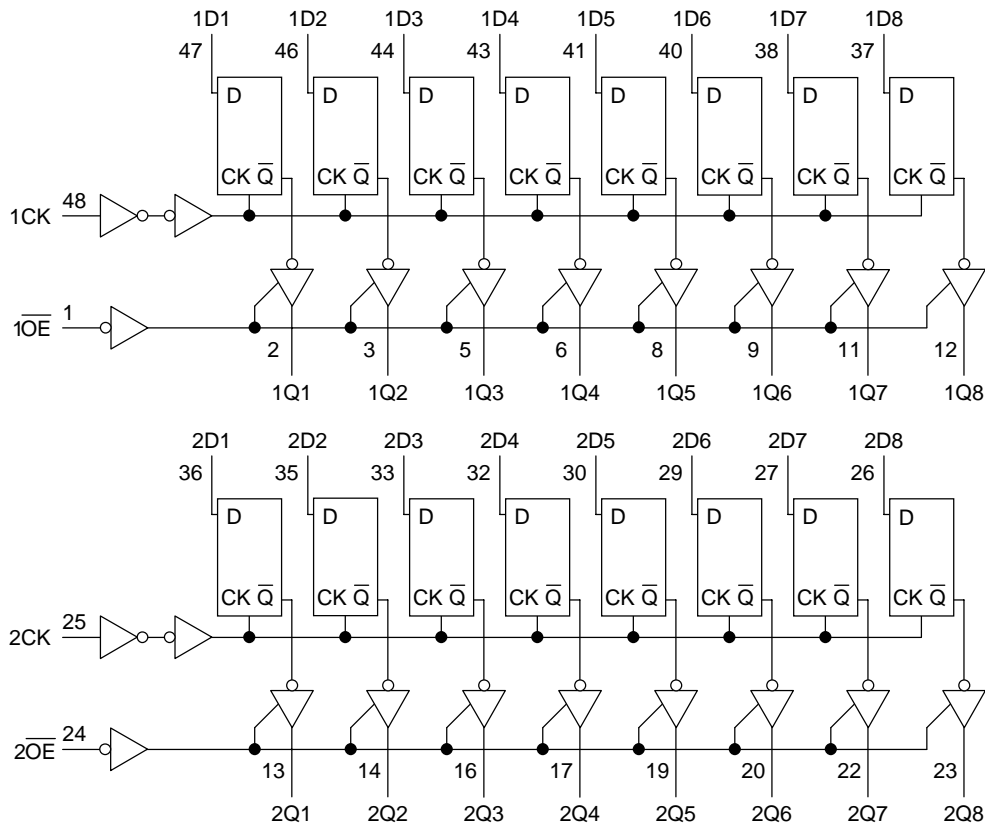 1D1 1D2 1D3 1D4 1D5 1D6 1D7 1D8
47 46 44 43 41 40 38 37
D D D D D D D D
CK Q̅ CK Q̅ CK Q̅ CK Q̅ CK Q̅ CK Q̅ CK Q̅ CK Q̅
1CK 48
1O̅E̅ 1
2 3 5 6 8 9 11 12
1Q1 1Q2 1Q3 1Q4 1Q5 1Q6 1Q7 1Q8
2D1 2D2 2D3 2D4 2D5 2D6 2D7 2D8
36 35 33 32 30 29 27 26
D D D D D D D D
CK Q̅ CK Q̅ CK Q̅ CK Q̅ CK Q̅ CK Q̅ CK Q̅ CK Q̅
2CK 25
2O̅E̅ 24
13 14 16 17 19 20 22 23
2Q1 2Q2 2Q3 2Q4 2Q5 2Q6 2Q7 2Q8